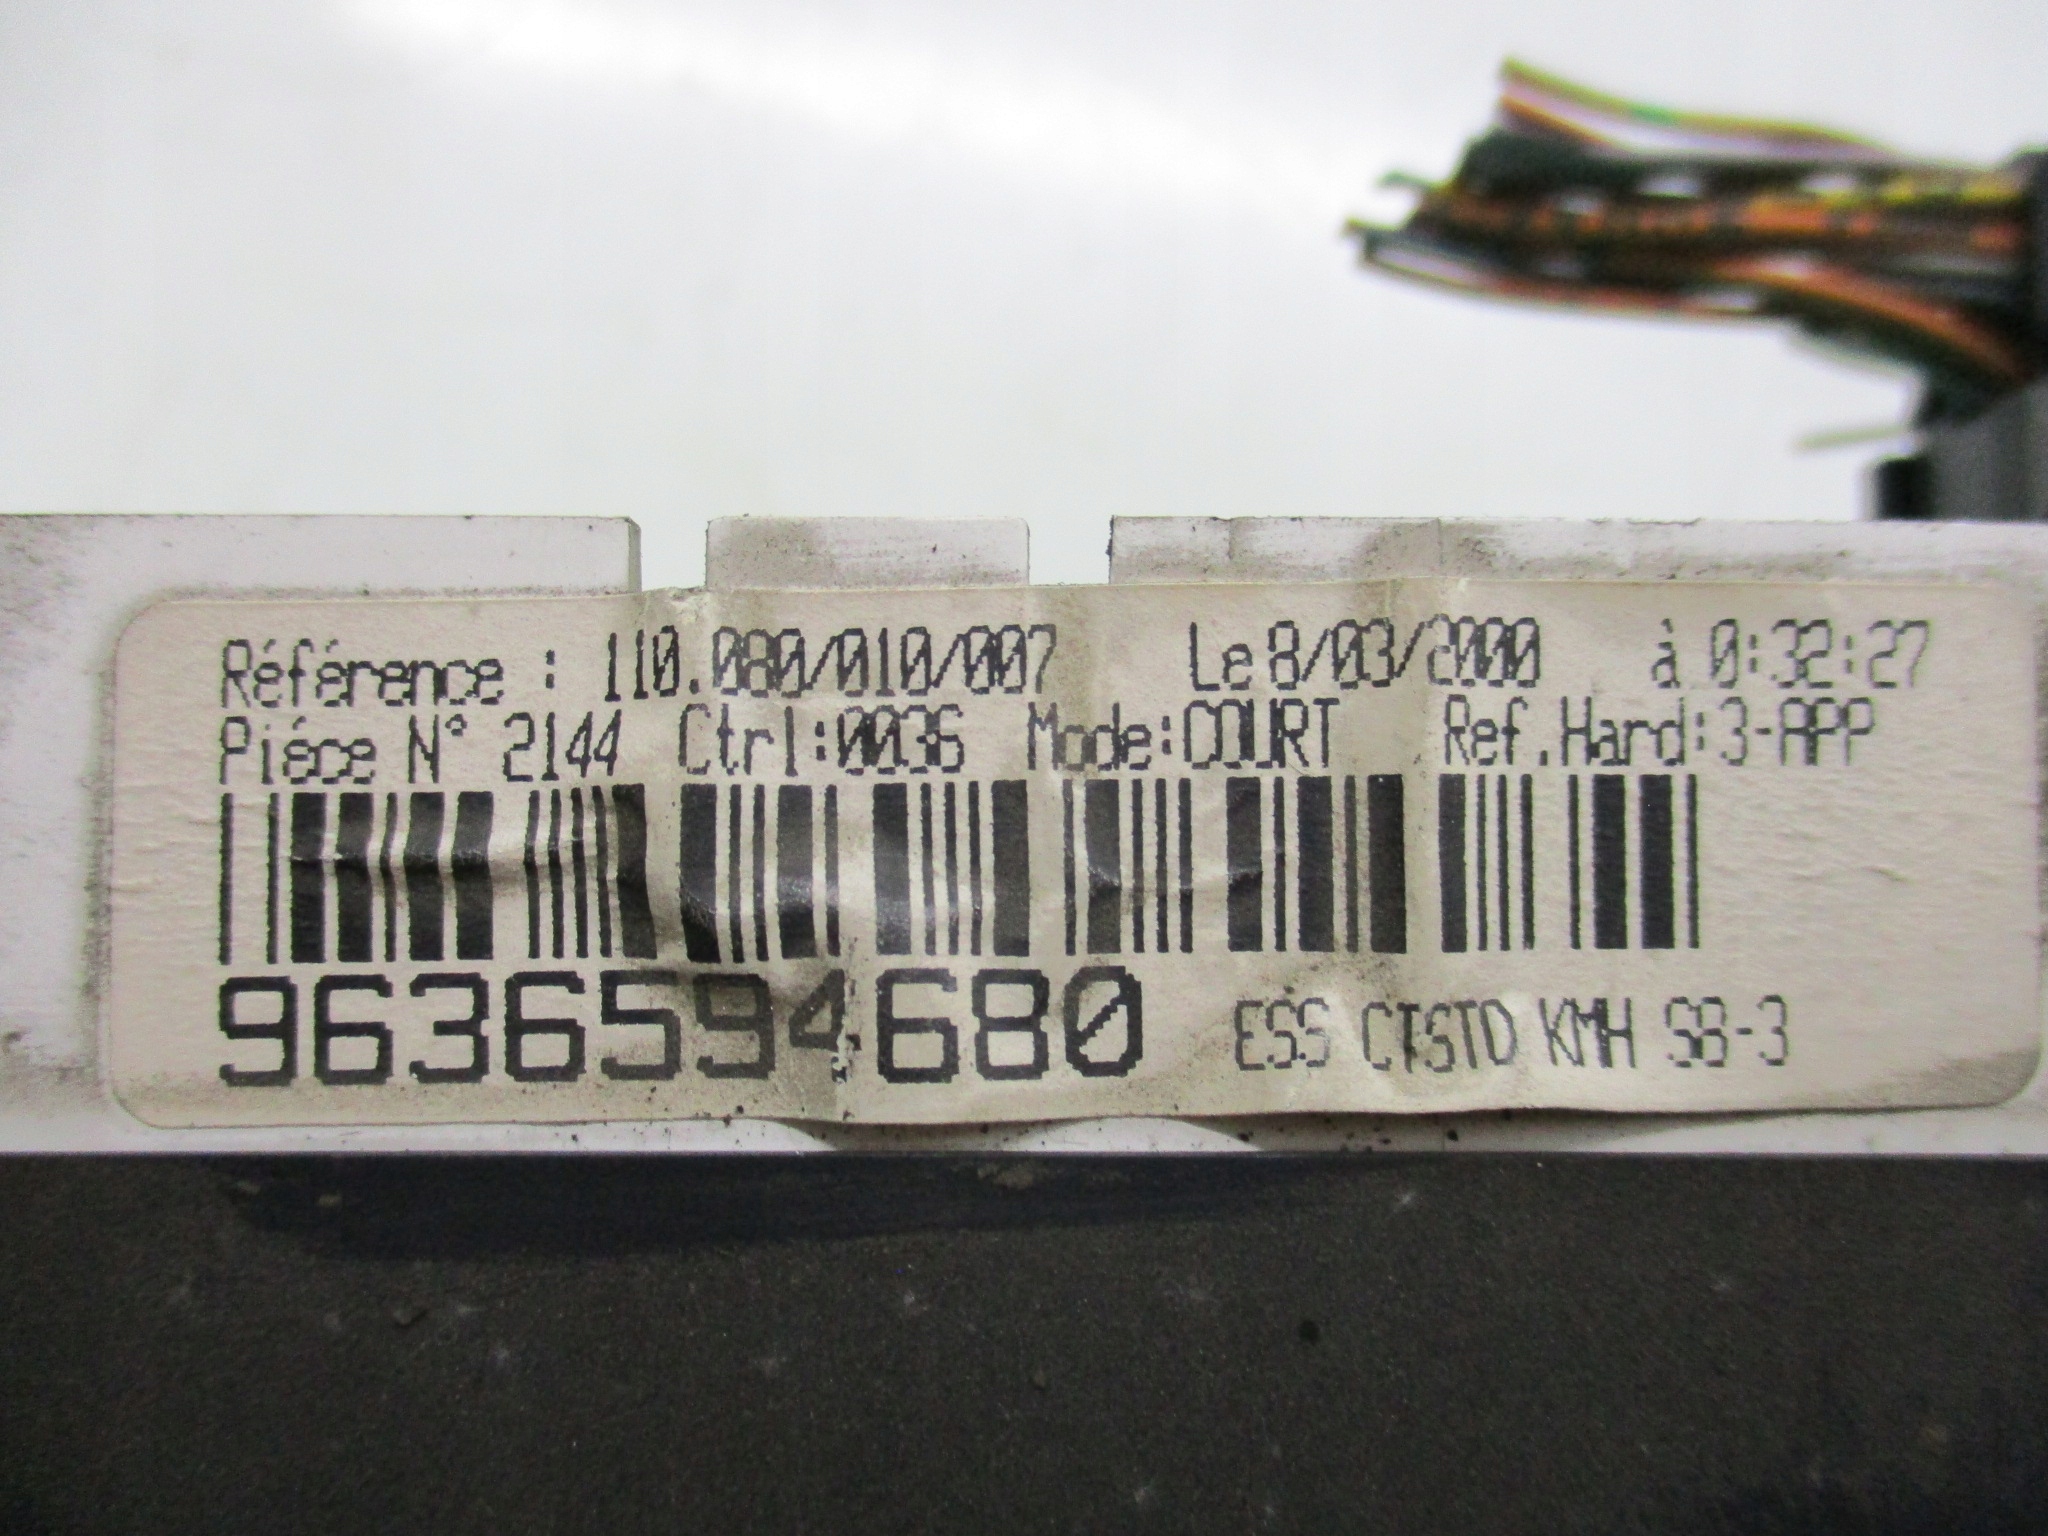 Référence : 110.080/010/007 Le 8/03/2000 à 0:32:27
Piéce N° 2144 Ctrl:0036 Mode:COURT Ref.Hard:3-APP
9636594680 ESS CTSTD KMH S8-3